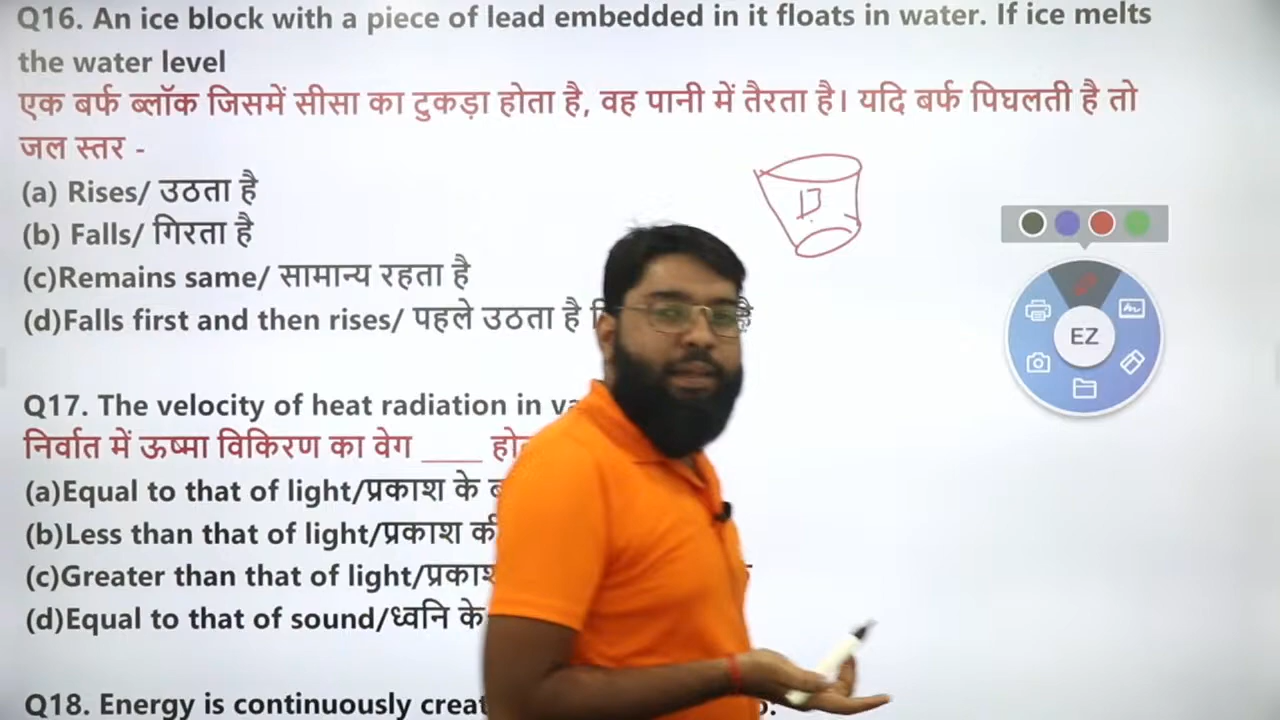 Q16. An ice block with a piece of lead embedded in it floats in water. If ice melts
the water level
एक बर्फ ब्लॉक जिसमें सीसा का टुकड़ा होता है, वह पानी में तैरता है। यदि बर्फ पिघलती है तो
जल स्तर -
(a) Rises/ उठता है
(b) Falls/ गिरता है
(c)Remains same/ सामान्य रहता है
(d)Falls first and then rises/ पहले उठता है
EZ
Q17. The velocity of heat radiation in
निर्वात में ऊष्मा विकिरण का वेग ____
(a)Equal to that of light/प्रकाश के
(b)Less than that of light/प्रकाश की
(c)Greater than that of light/प्रकाश
(d)Equal to that of sound/ध्वनि के
Q18. Energy is continuously